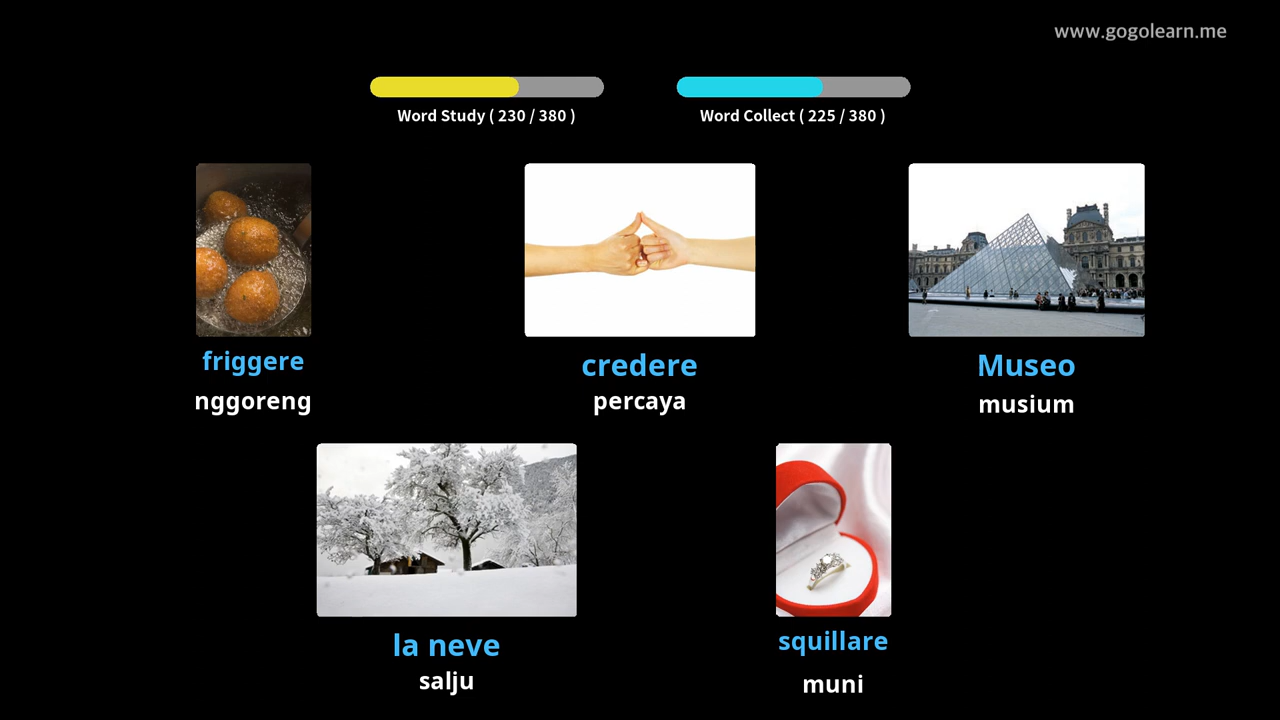 www.gogolearn.me
Word Study ( 230 / 380 )
Word Collect ( 225 / 380 )
friggere
nggoreng
credere
percaya
Museo
musium
la neve
salju
squillare
muni